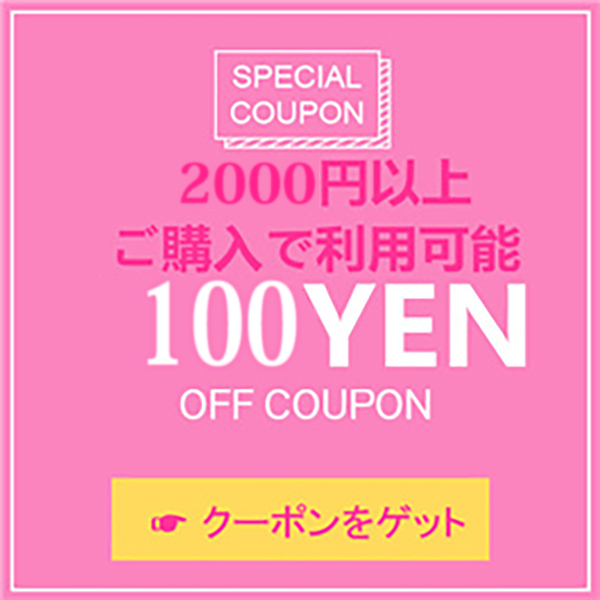 SPECIAL
COUPON
2000円以上
ご購入で利用可能
100YEN
OFF COUPON
☛ クーポンをゲット